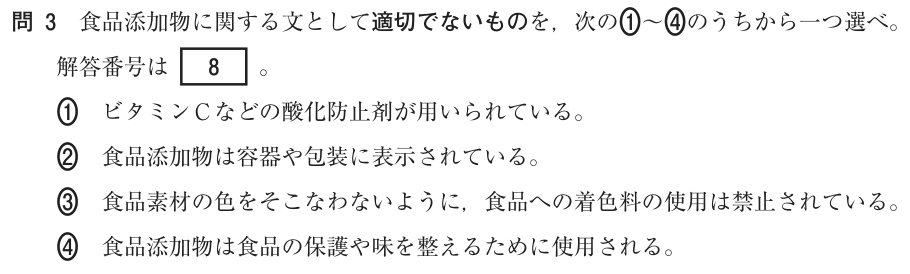 問 3 食品添加物に関する文として適切でないものを，次の①～④のうちから一つ選べ。
解答番号は 8 。
① ビタミンCなどの酸化防止剤が用いられている。
② 食品添加物は容器や包装に表示されている。
③ 食品素材の色をそこなわないように，食品への着色料の使用は禁止されている。
④ 食品添加物は食品の保護や味を整えるために使用される。